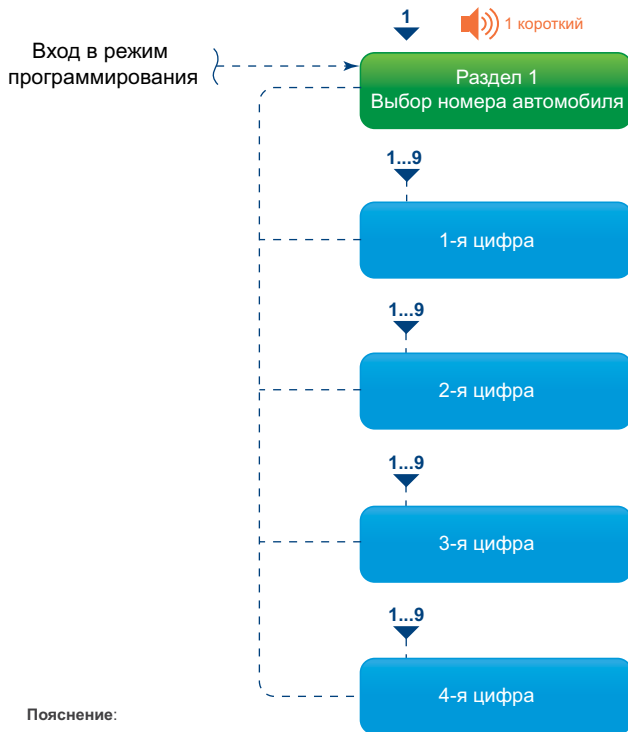 1
1 короткий
Вход в режим
программирования
Раздел 1
Выбор номера автомобиля
1...9
1-я цифра
1...9
2-я цифра
1...9
3-я цифра
1...9
4-я цифра
Пояснение: